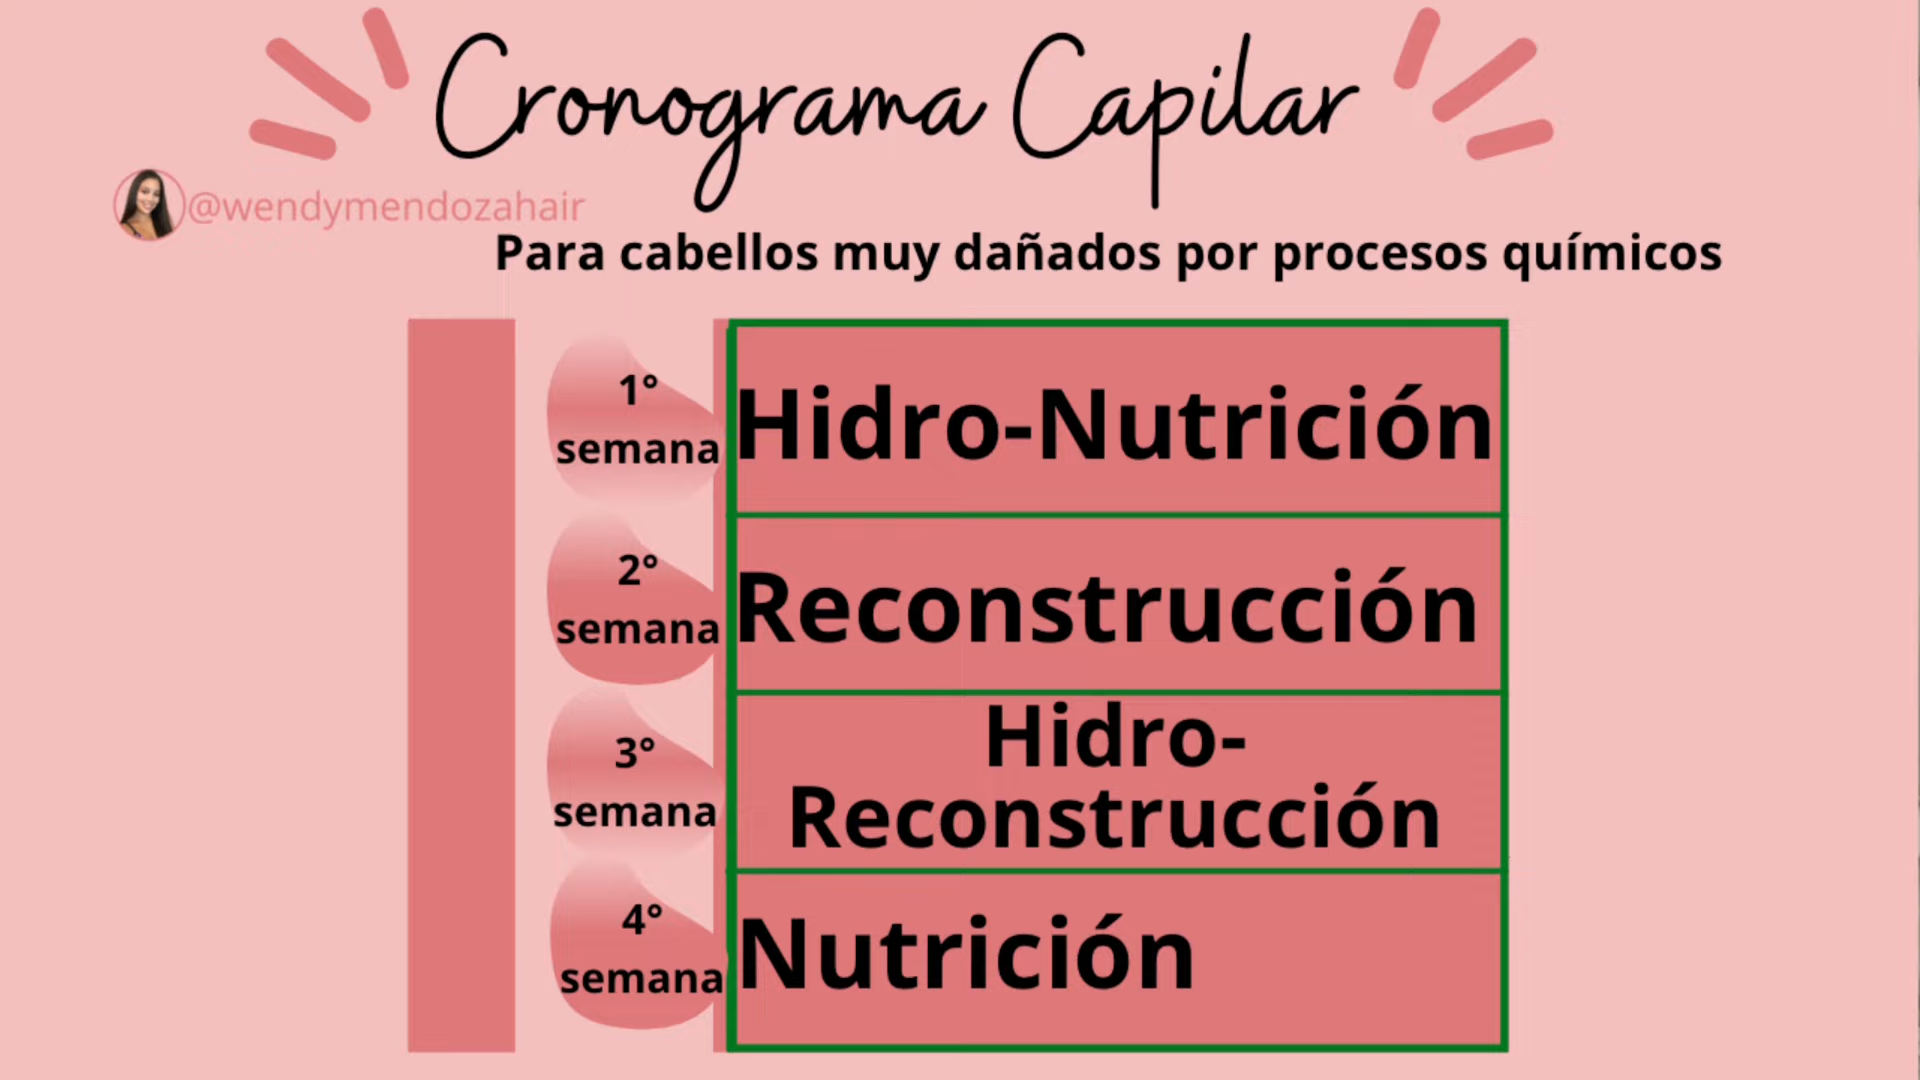 Cronograma Capilar
@wendymendozahair
Para cabellos muy dañados por procesos químicos
1°
semana
Hidro-Nutrición
2°
semana
Reconstrucción
3°
semana
Hidro-
Reconstrucción
4°
semana
Nutrición